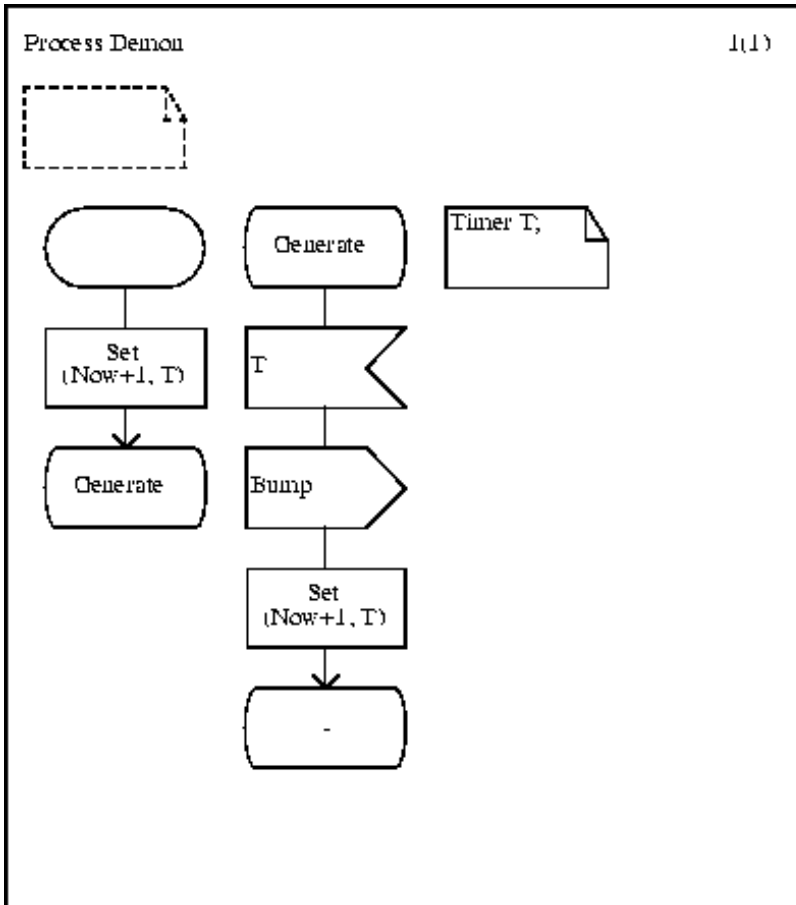 Process Demon
1(1)
Generate
Timer T;
Set
(Now+1, T)
T
Generate
Bump
Set
(Now+1, T)
-